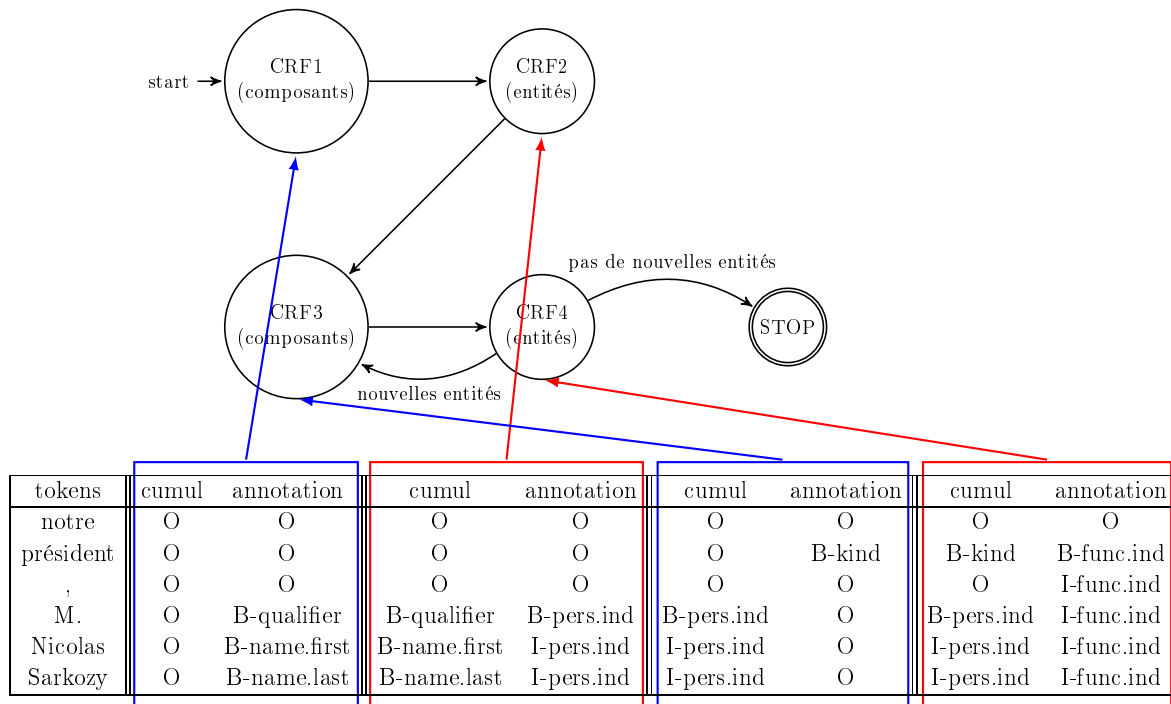 CRF1
(composants)
CRF2
(entités)
start
pas de nouvelles entités
CRF3
(composants)
CRF4
(entités)
STOP
nouvelles entités
tokens cumul annotation cumul annotation cumul annotation cumul annotation
notre O O O O O O O O
président O O O O O B-kind B-kind B-func.ind
, O O O O O O O I-func.ind
M. O B-qualifier B-qualifier B-pers.ind B-pers.ind O B-pers.ind I-func.ind
Nicolas O B-name.first B-name.first I-pers.ind I-pers.ind O I-pers.ind I-func.ind
Sarkozy O B-name.last B-name.last I-pers.ind I-pers.ind O I-pers.ind I-func.ind